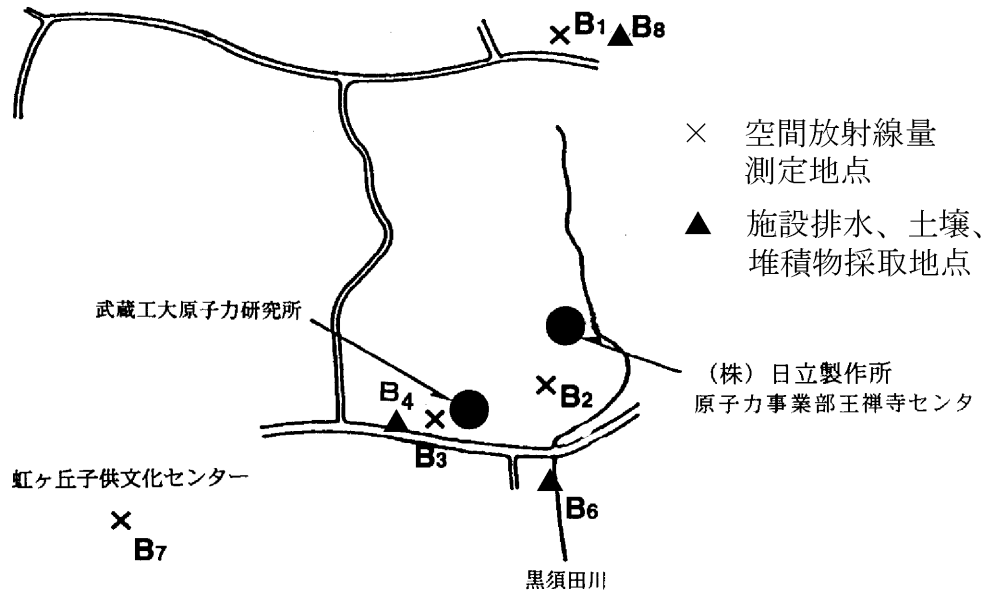 B1
B8
× 空間放射線量
測定地点
▲ 施設排水、土壌、
堆積物採取地点
武蔵工大原子力研究所
(株)日立製作所
原子力事業部王禅寺センタ
B2
B4
B3
虹ヶ丘子供文化センター
B6
B7
黒須田川